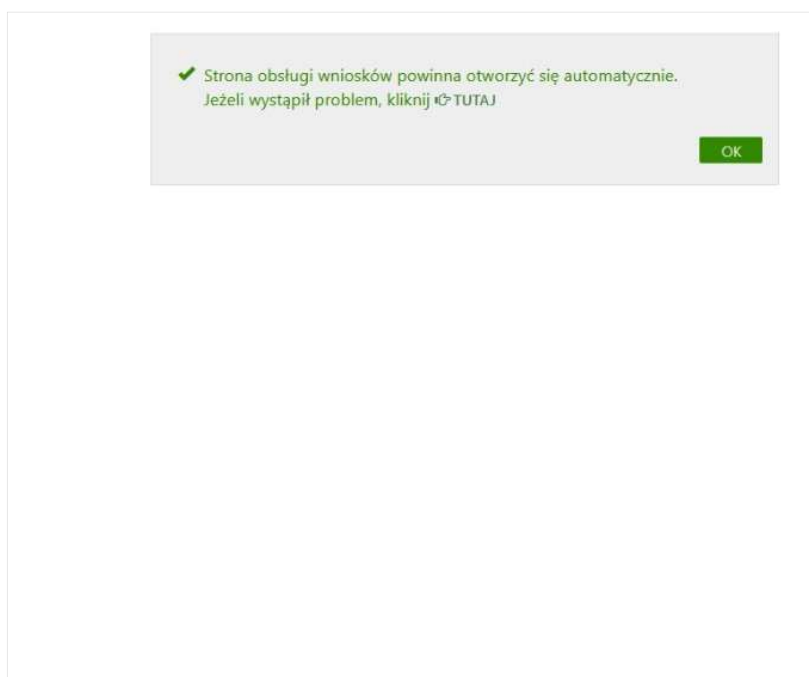 Strona obsługi wniosków powinna otworzyć się automatycznie.
Jeżeli wystąpił problem, kliknij TUTAJ
OK